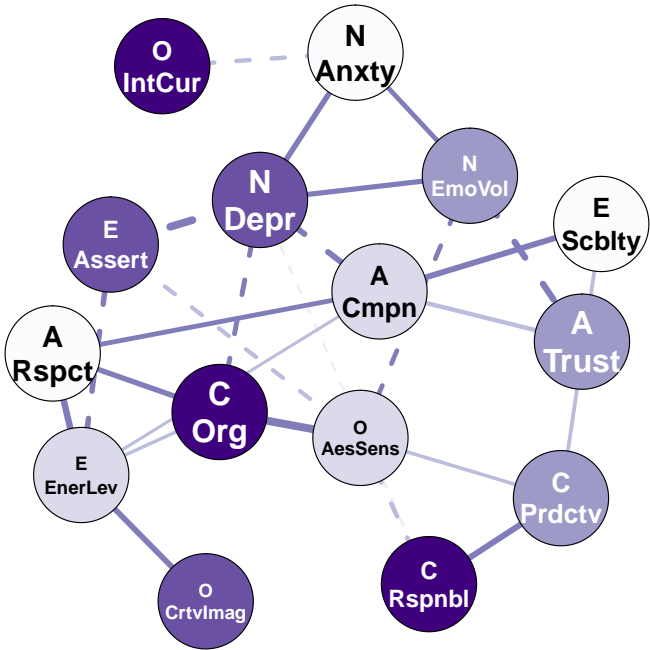 O
IntCur
N
Anxty
N
Depr
N
EmoVol
E
Assert
E
Scblty
A
Cmpn
A
Rspct
A
Trust
C
Org
O
AesSens
E
EnerLev
C
Prdctv
O
CrtvImag
C
Rspnbl